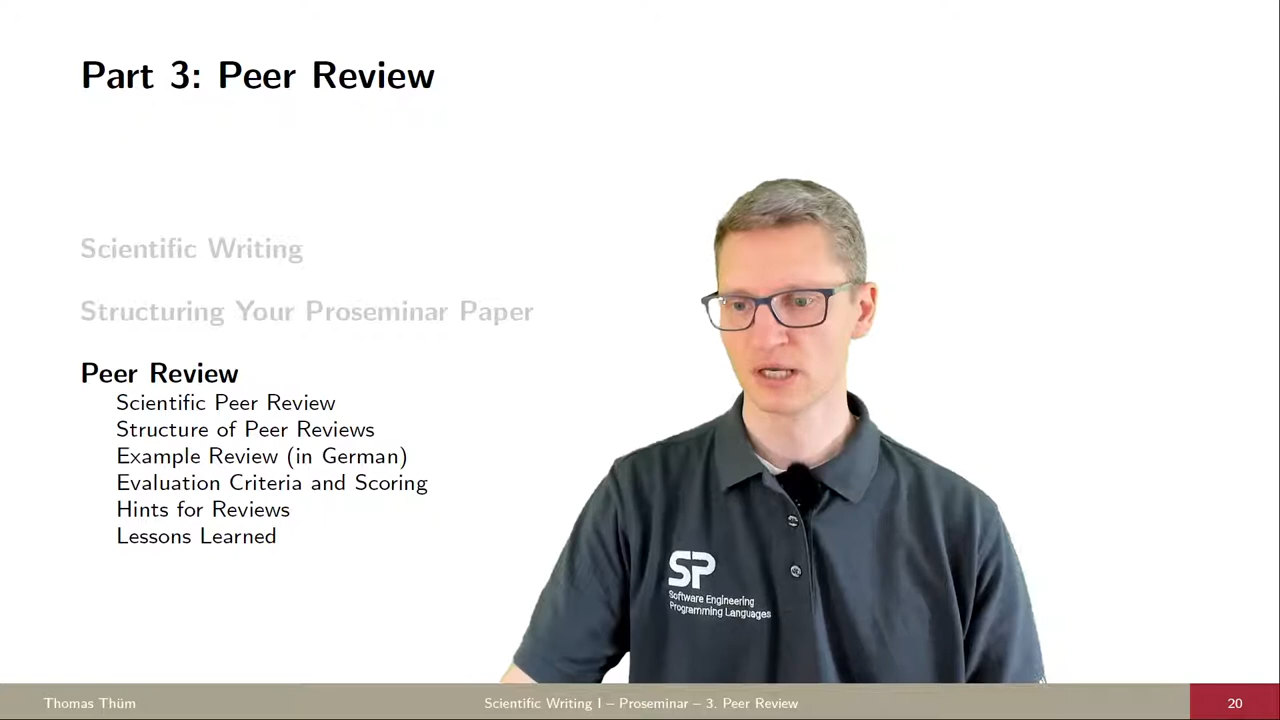 Part 3: Peer Review
Scientific Writing
Structuring Your Proseminar Paper
Peer Review
Scientific Peer Review
Structure of Peer Reviews
Example Review (in German)
Evaluation Criteria and Scoring
Hints for Reviews
Lessons Learned
SP
Software Engineering
Programming Languages
Thomas Thüm
Scientific Writing I – Proseminar – 3. Peer Review
20